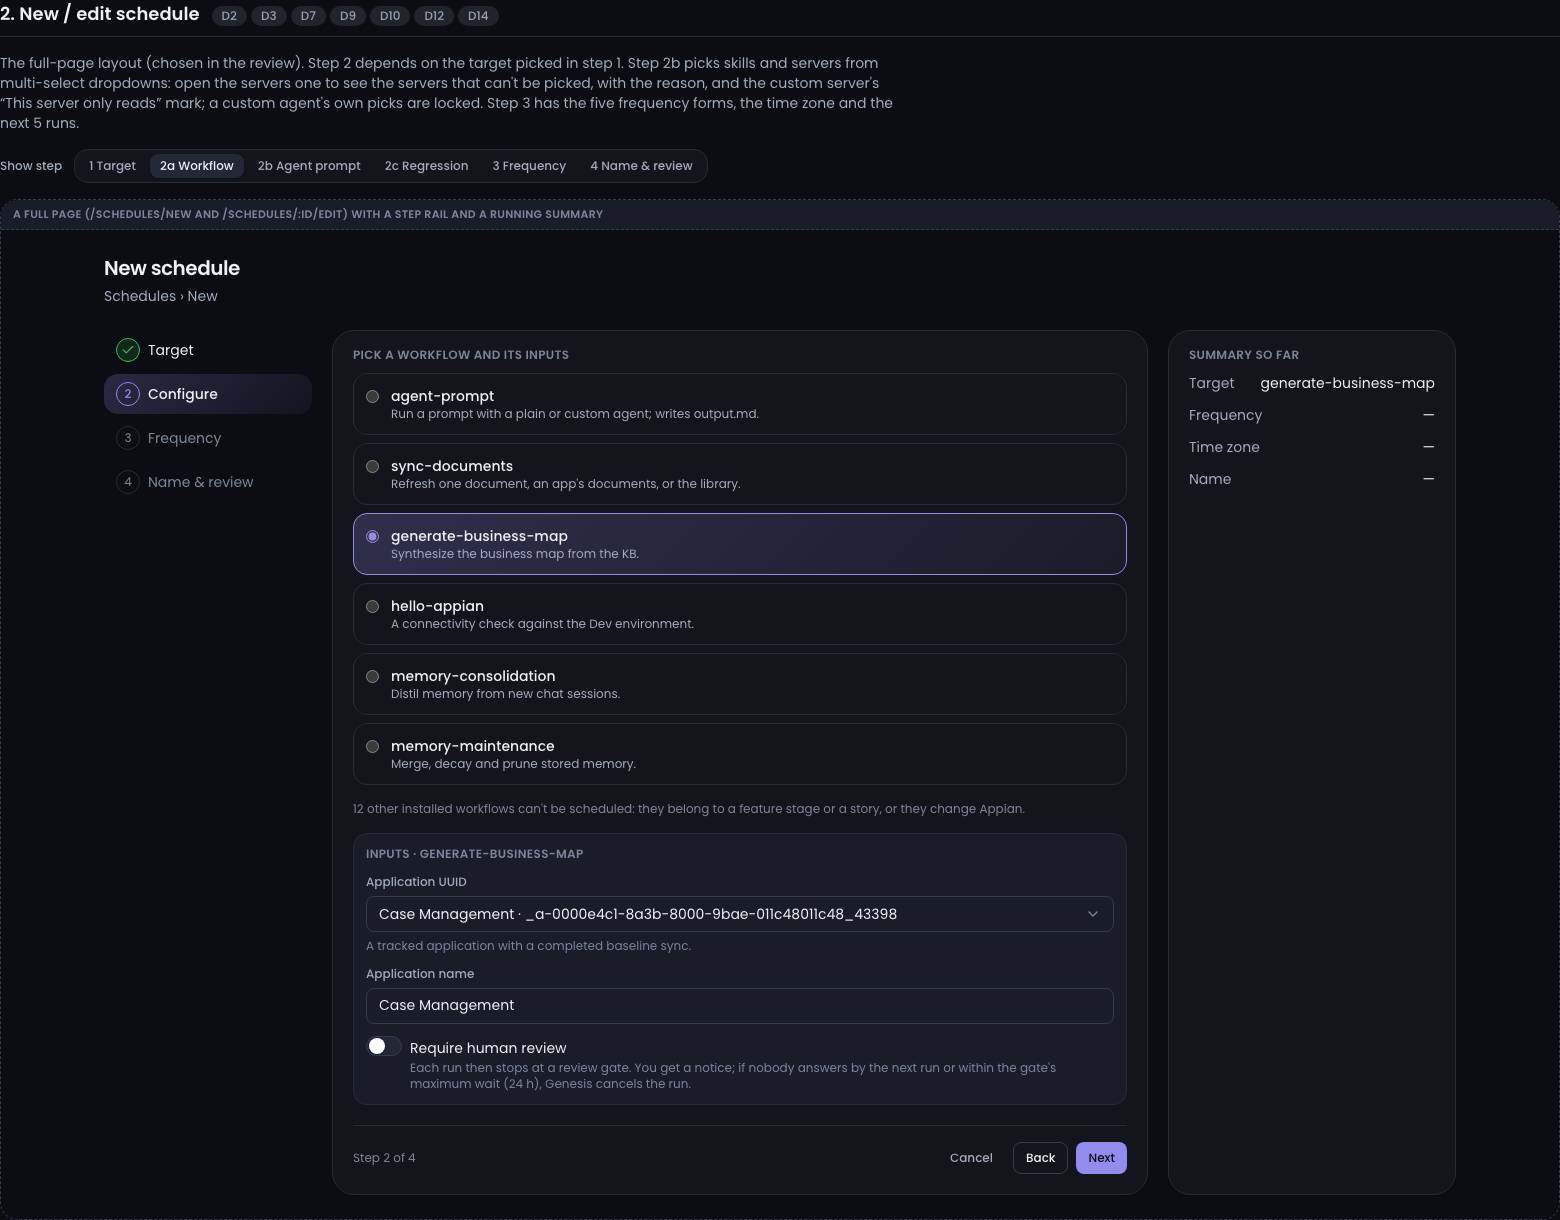 2. New / edit schedule D2 D3 D7 D9 D10 D12 D14
The full-page layout (chosen in the review). Step 2 depends on the target picked in step 1. Step 2b picks skills and servers from
multi-select dropdowns: open the servers one to see the servers that can't be picked, with the reason, and the custom server's
“This server only reads” mark; a custom agent's own picks are locked. Step 3 has the five frequency forms, the time zone and the
next 5 runs.
Show step 1 Target 2a Workflow 2b Agent prompt 2c Regression 3 Frequency 4 Name & review
A FULL PAGE (/SCHEDULES/NEW AND /SCHEDULES/:ID/EDIT) WITH A STEP RAIL AND A RUNNING SUMMARY
New schedule
Schedules › New
Target
2 Configure
3 Frequency
4 Name & review
PICK A WORKFLOW AND ITS INPUTS
agent-prompt
Run a prompt with a plain or custom agent; writes output.md.
sync-documents
Refresh one document, an app's documents, or the library.
generate-business-map
Synthesize the business map from the KB.
hello-appian
A connectivity check against the Dev environment.
memory-consolidation
Distil memory from new chat sessions.
memory-maintenance
Merge, decay and prune stored memory.
12 other installed workflows can't be scheduled: they belong to a feature stage or a story, or they change Appian.
INPUTS · GENERATE-BUSINESS-MAP
Application UUID
Case Management · _a-0000e4c1-8a3b-8000-9bae-011c48011c48_43398
A tracked application with a completed baseline sync.
Application name
Case Management
Require human review
Each run then stops at a review gate. You get a notice; if nobody answers by the next run or within the gate's
maximum wait (24 h), Genesis cancels the run.
Step 2 of 4 Cancel Back Next
SUMMARY SO FAR
Target generate-business-map
Frequency —
Time zone —
Name —